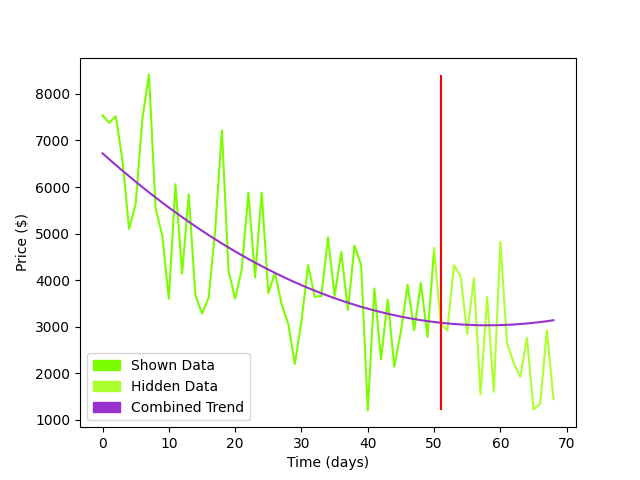 8000
7000
6000
5000
4000
3000
2000
1000
Price ($)
Shown Data
Hidden Data
Combined Trend
0 10 20 30 40 50 60 70
Time (days)